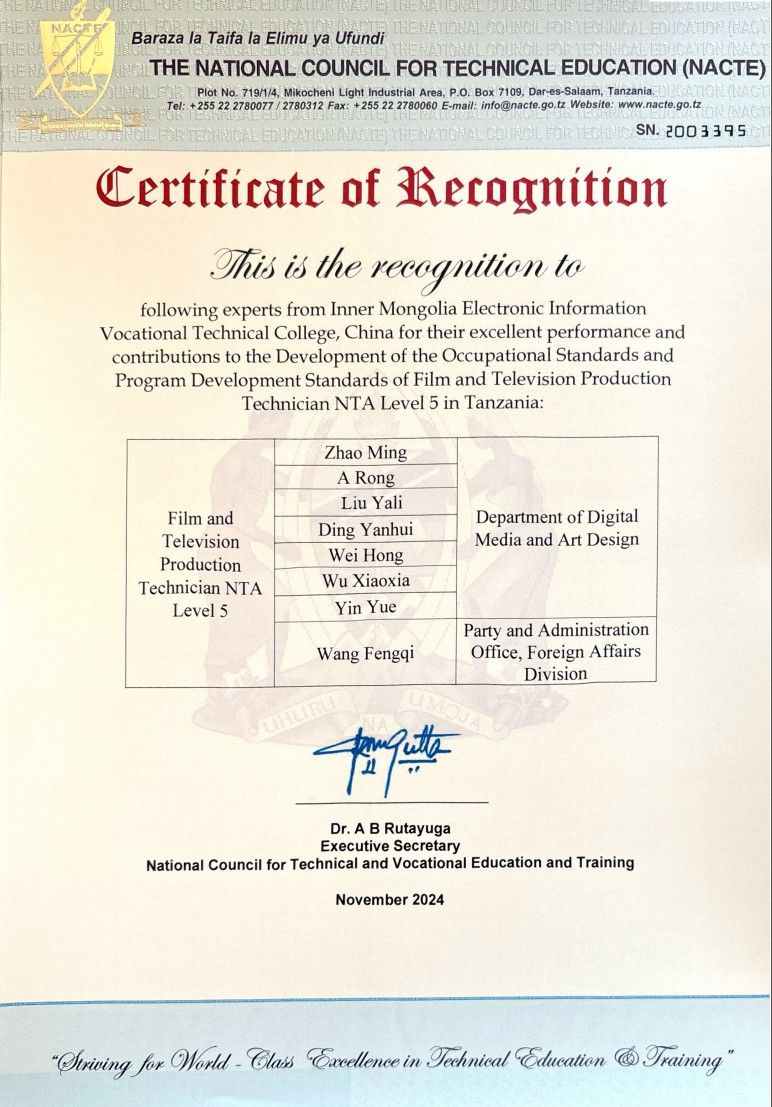 NACTE
Baraza la Taifa la Elimu ya Ufundi
THE NATIONAL COUNCIL FOR TECHNICAL EDUCATION (NACTE)
Plot No. 719/1/4, Mikocheni Light Industrial Area, P.O. Box 7109, Dar-es-Salaam, Tanzania.
Tel: +255 22 2780077 / 2780312 Fax: +255 22 2780060 E-mail: info@nacte.go.tz Website: www.nacte.go.tz
SN. 2003395
Certificate of Recognition
This is the recognition to
following experts from Inner Mongolia Electronic Information
Vocational Technical College, China for their excellent performance and
contributions to the Development of the Occupational Standards and
Program Development Standards of Film and Television Production
Technician NTA Level 5 in Tanzania:
Film and
Television
Production
Technician NTA
Level 5
Zhao Ming
A Rong
Liu Yali
Ding Yanhui
Wei Hong
Wu Xiaoxia
Yin Yue
Wang Fengqi
Department of Digital
Media and Art Design
Party and Administration
Office, Foreign Affairs
Division
UHURU NA UMOJA
Dr. A B Rutayuga
Executive Secretary
National Council for Technical and Vocational Education and Training
November 2024
"Striving for World - Class Excellence in Technical Education & Training"